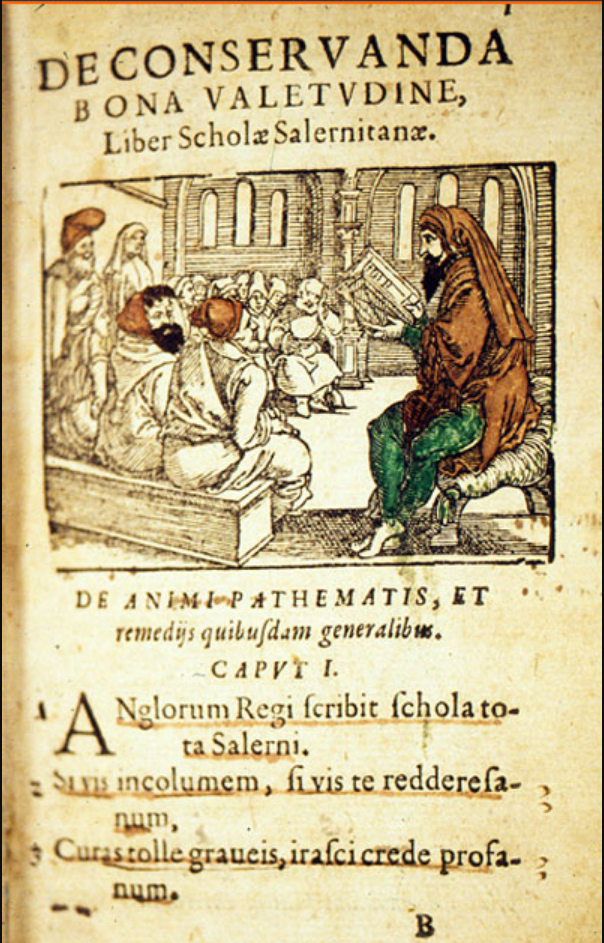 DE CONSERVANDA
BONA VALETVDINE,
Liber Scholæ Salernitanæ.
DE ANIMI PATHEMATIS, ET
remedijs quibuſdam generalibus.
CAPVT I.
1 ANglorum Regi ſcribit ſchola to-
ta Salerni.
2 Si vis incolumem, ſi vis te reddere ſa-
num,
3 Curas tolle graueis, iraſci crede profa-
num.
B